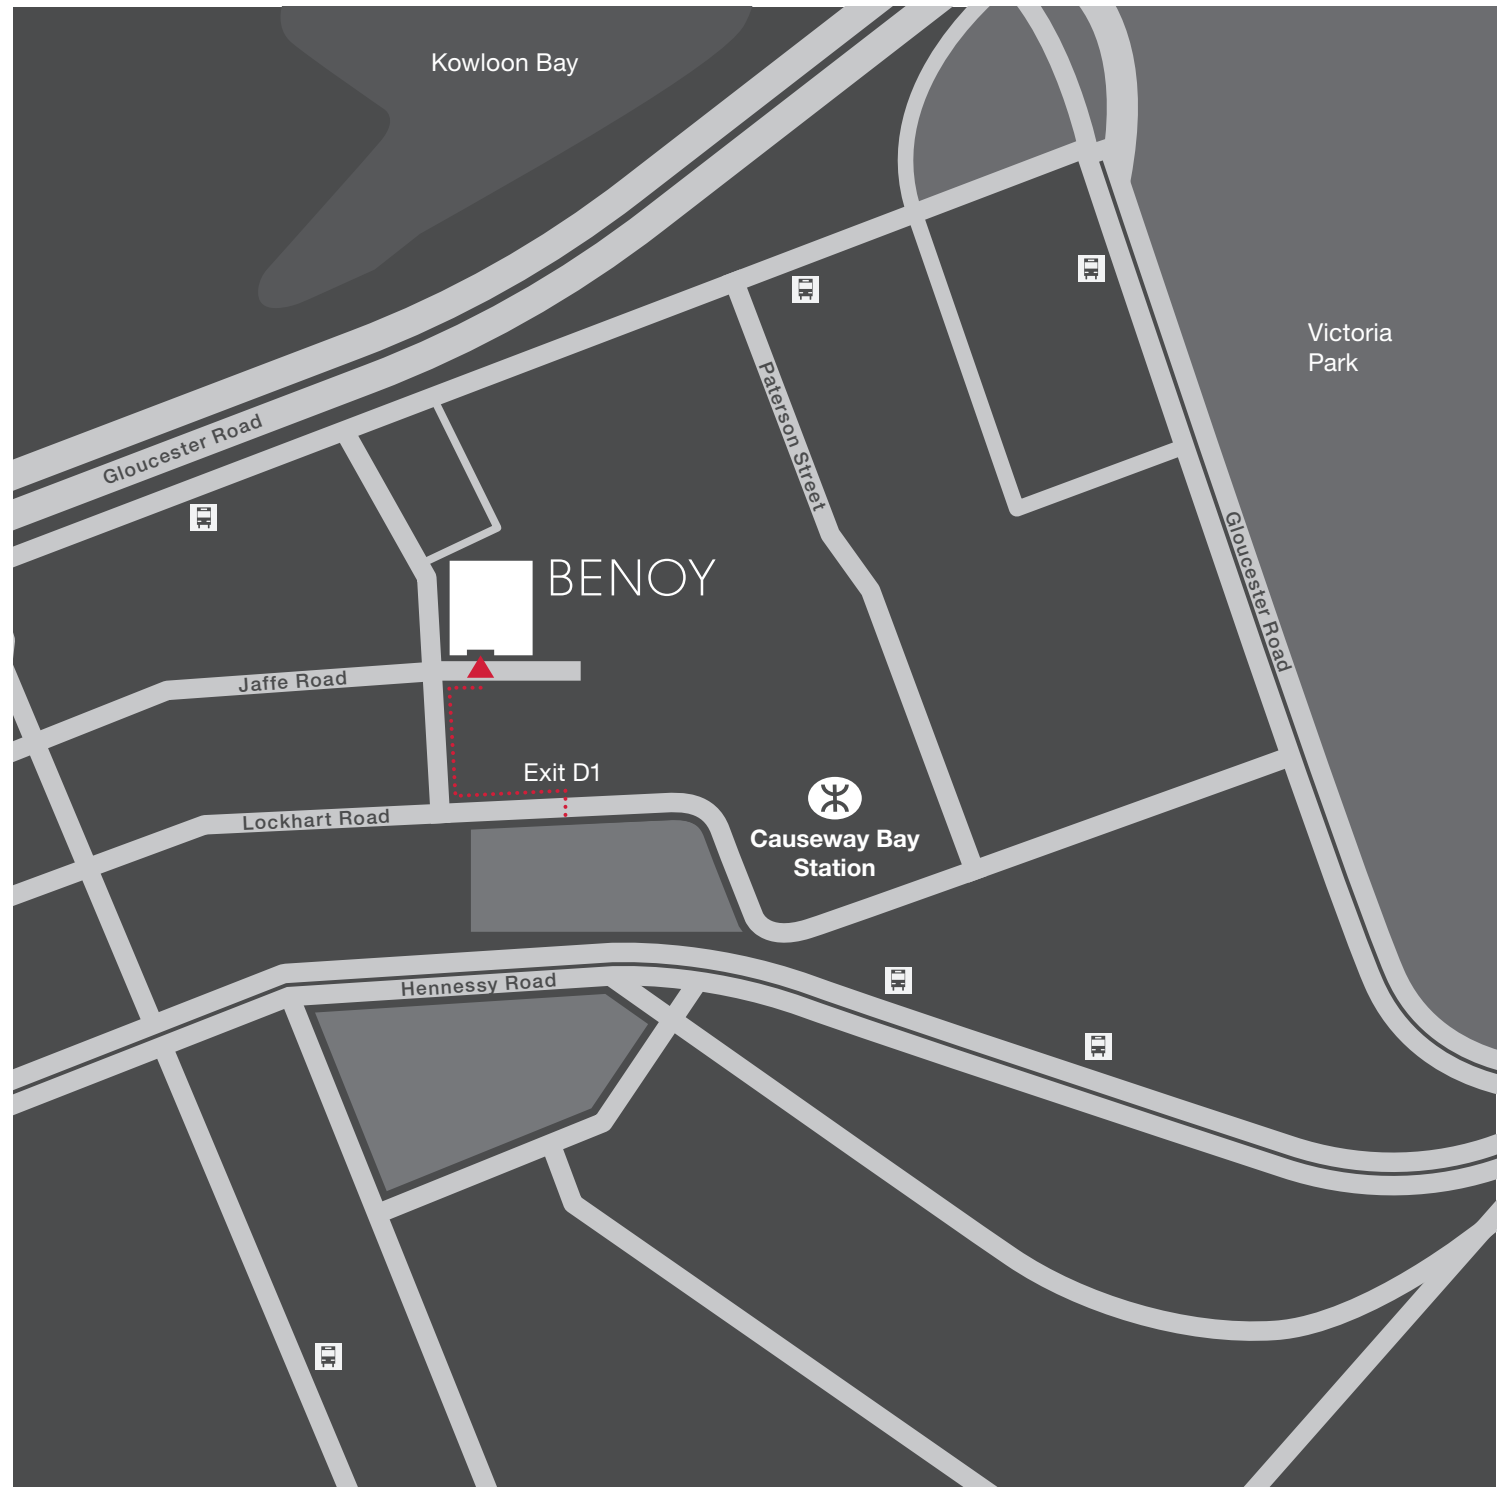 Kowloon Bay
Victoria
Park
Paterson Street
Gloucester Road
Gloucester Road
BENOY
Jaffe Road
Exit D1
Lockhart Road
Causeway Bay
Station
Hennessy Road